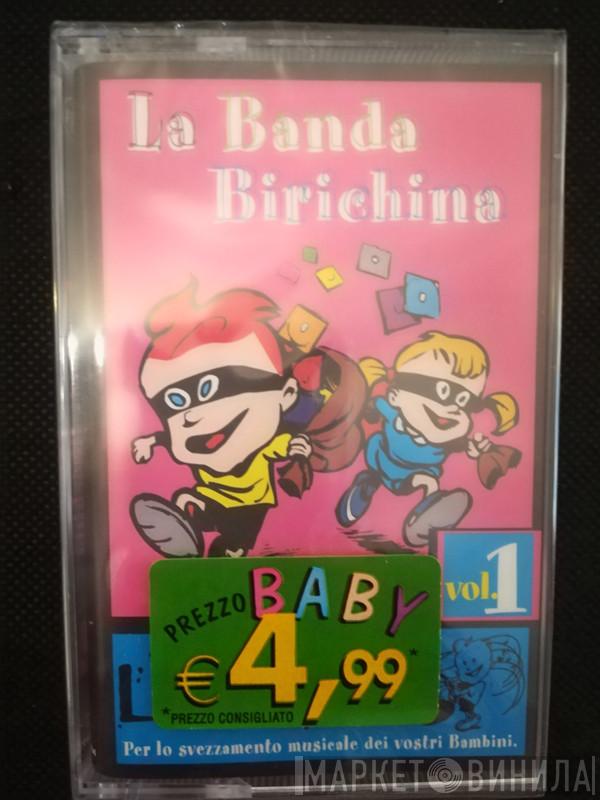 La Banda
Birichina
vol.1
PREZZO BABY
€4,99*
*PREZZO CONSIGLIATO
L'
Per lo svezzamento musicale dei vostri Bambini.
МАРКЕТ ВИНИЛА